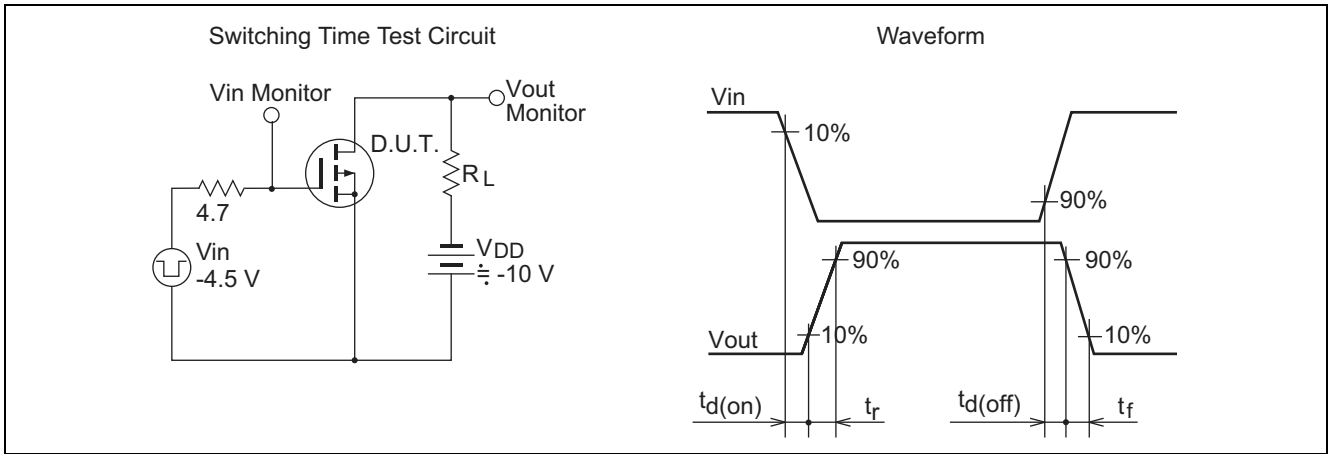 Switching Time Test Circuit
Vin Monitor
Vout
Monitor
D.U.T.
RL
4.7
Vin
-4.5 V
VDD
≒ -10 V
Waveform
Vin
10%
90%
90%
90%
Vout
10%
10%
td(on)
tr
td(off)
tf